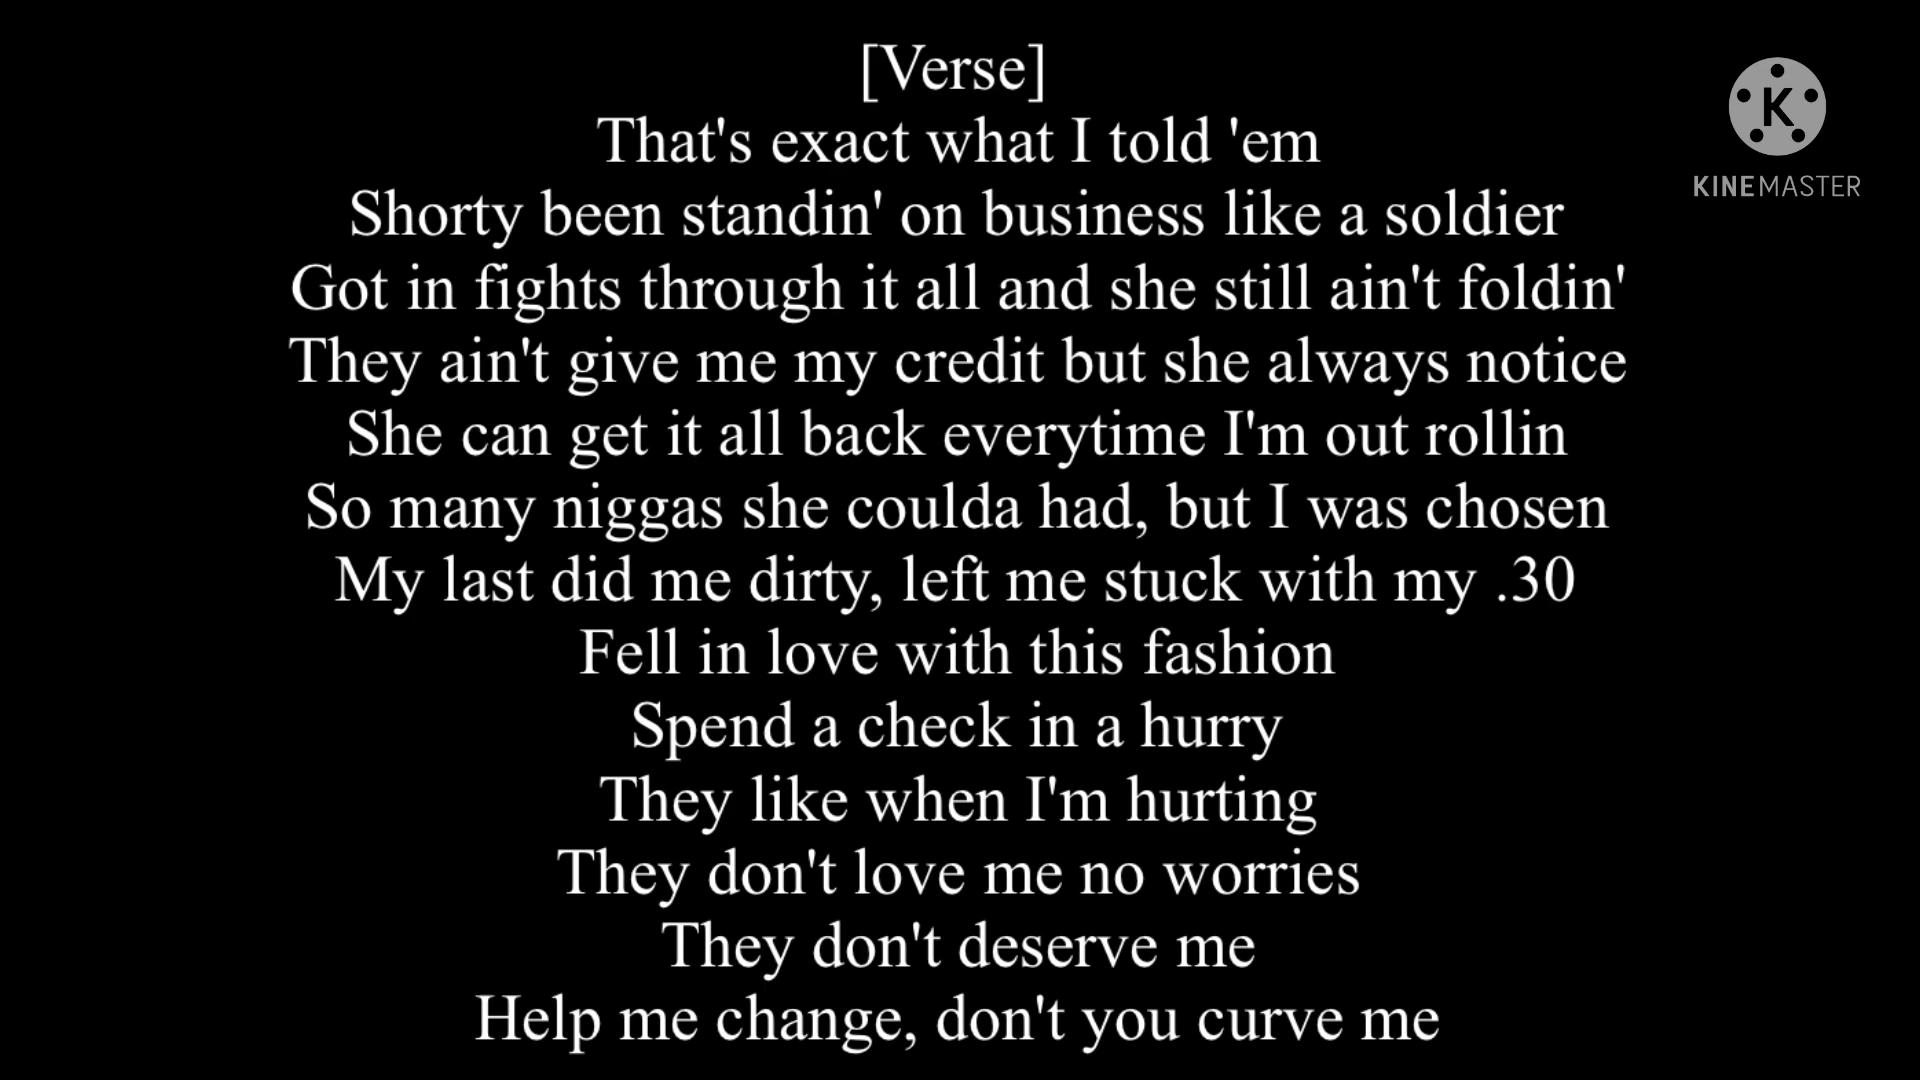 [Verse]
That's exact what I told 'em
Shorty been standin' on business like a soldier
Got in fights through it all and she still ain't foldin'
They ain't give me my credit but she always notice
She can get it all back everytime I'm out rollin
So many niggas she coulda had, but I was chosen
My last did me dirty, left me stuck with my .30
Fell in love with this fashion
Spend a check in a hurry
They like when I'm hurting
They don't love me no worries
They don't deserve me
Help me change, don't you curve me
K
KINEMASTER